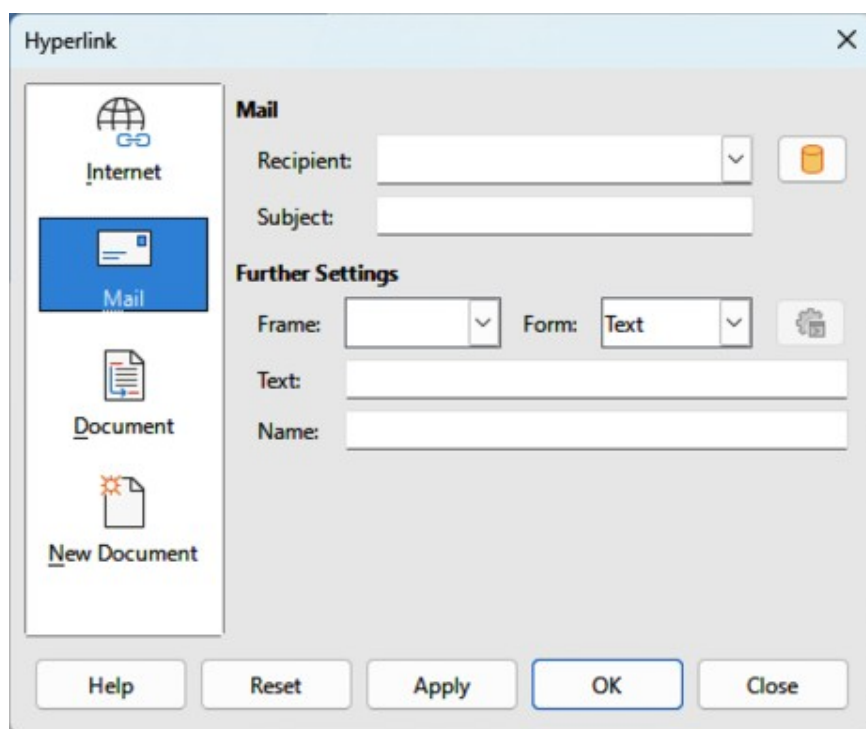 Hyperlink
Internet
Mail
Document
New Document
Mail
Recipient:
Subject:
Further Settings
Frame: Form: Text
Text:
Name:
Help Reset Apply OK Close